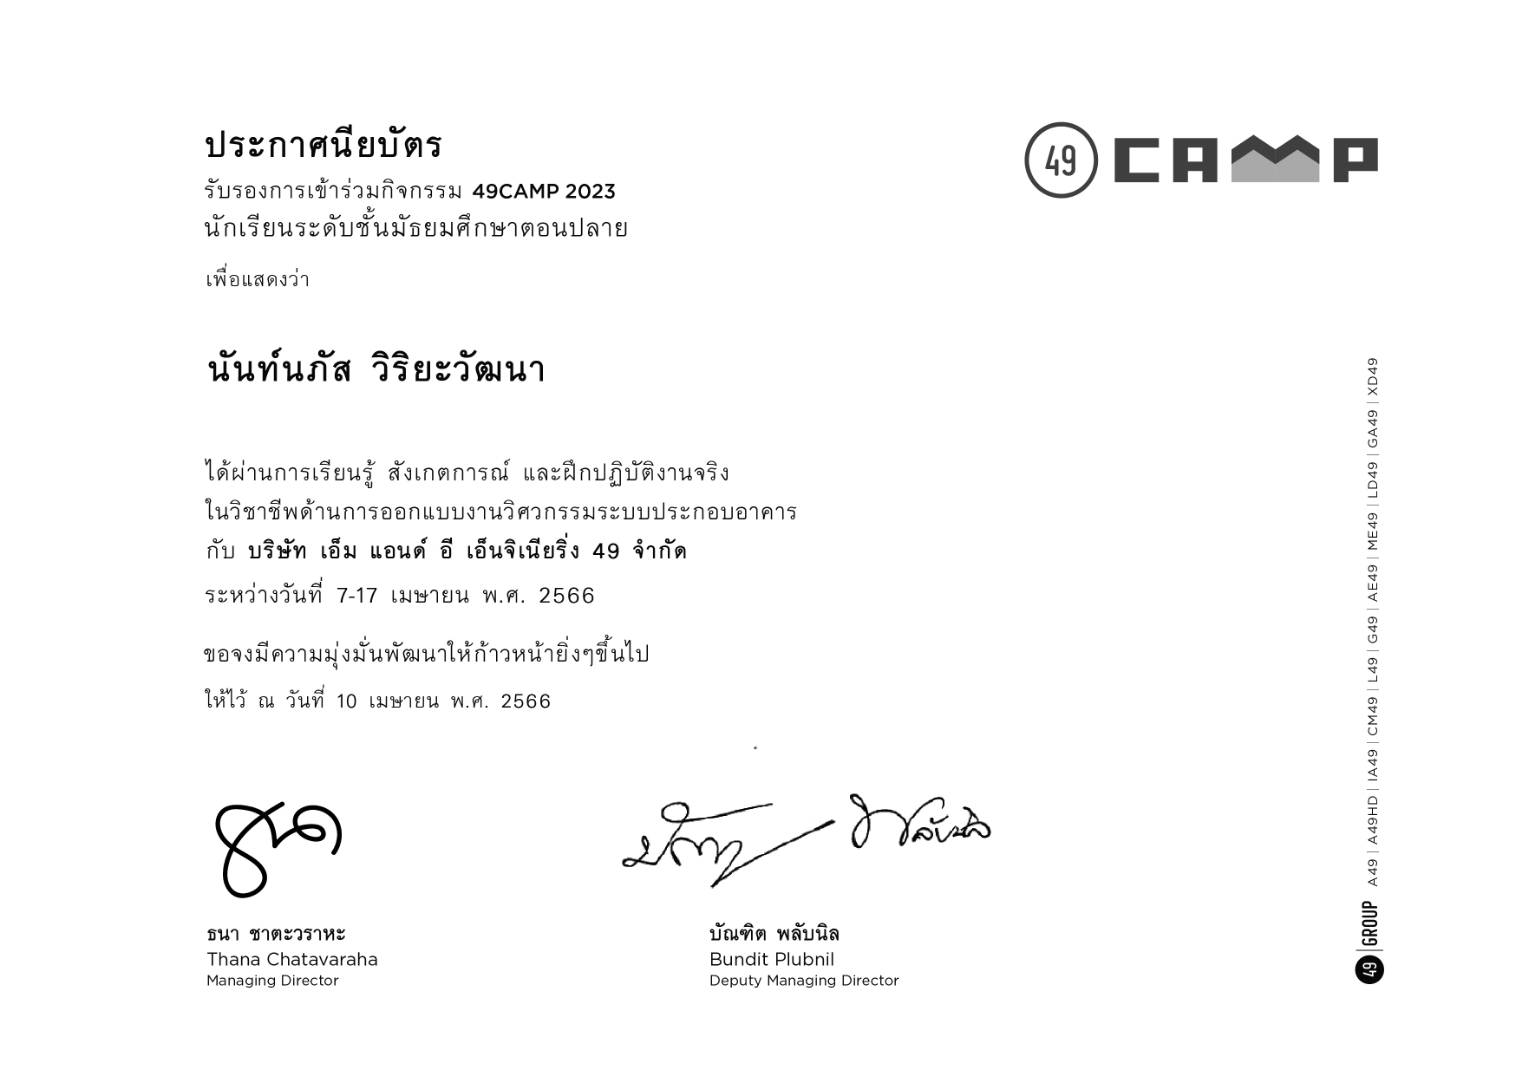 ประกาศนียบัตร
รับรองการเข้าร่วมกิจกรรม 49CAMP 2023
นักเรียนระดับชั้นมัธยมศึกษาตอนปลาย
เพื่อแสดงว่า
49 CAMP
นันท์นภัส วิริยะวัฒนา
ได้ผ่านการเรียนรู้ สังเกตการณ์ และฝึกปฏิบัติงานจริง
ในวิชาชีพด้านการออกแบบงานวิศวกรรมระบบประกอบอาคาร
กับ บริษัท เอ็ม แอนด์ อี เอ็นจิเนียริ่ง 49 จำกัด
ระหว่างวันที่ 7-17 เมษายน พ.ศ. 2566
ขอจงมีความมุ่งมั่นพัฒนาให้ก้าวหน้ายิ่งๆขึ้นไป
ให้ไว้ ณ วันที่ 10 เมษายน พ.ศ. 2566
ธนา
บัณฑิต พลับนิล
ธนา ชาตะวราหะ
Thana Chatavaraha
Managing Director
บัณฑิต พลับนิล
Bundit Plubnil
Deputy Managing Director
49 | GROUP A49 | A49HD | IA49 | CM49 | L49 | G49 | AE49 | ME49 | LD49 | GA49 | XD49